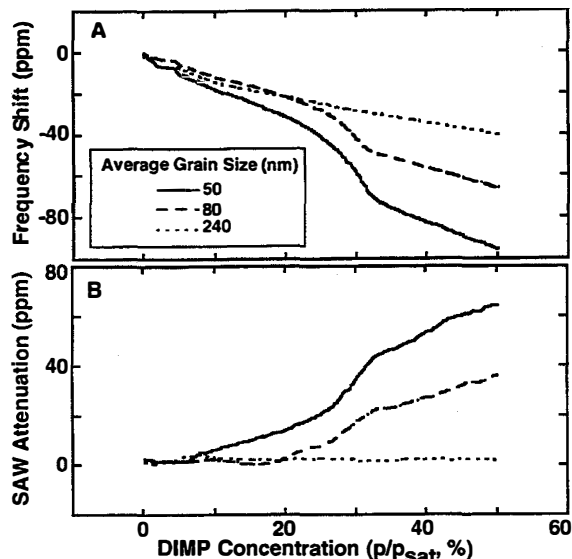 A
Frequency Shift (ppm)
0
-40
-80
Average Grain Size (nm)
50
80
240
B
SAW Attenuation (ppm)
80
40
0
0 20 40 60
DIMP Concentration (p/psat, %)